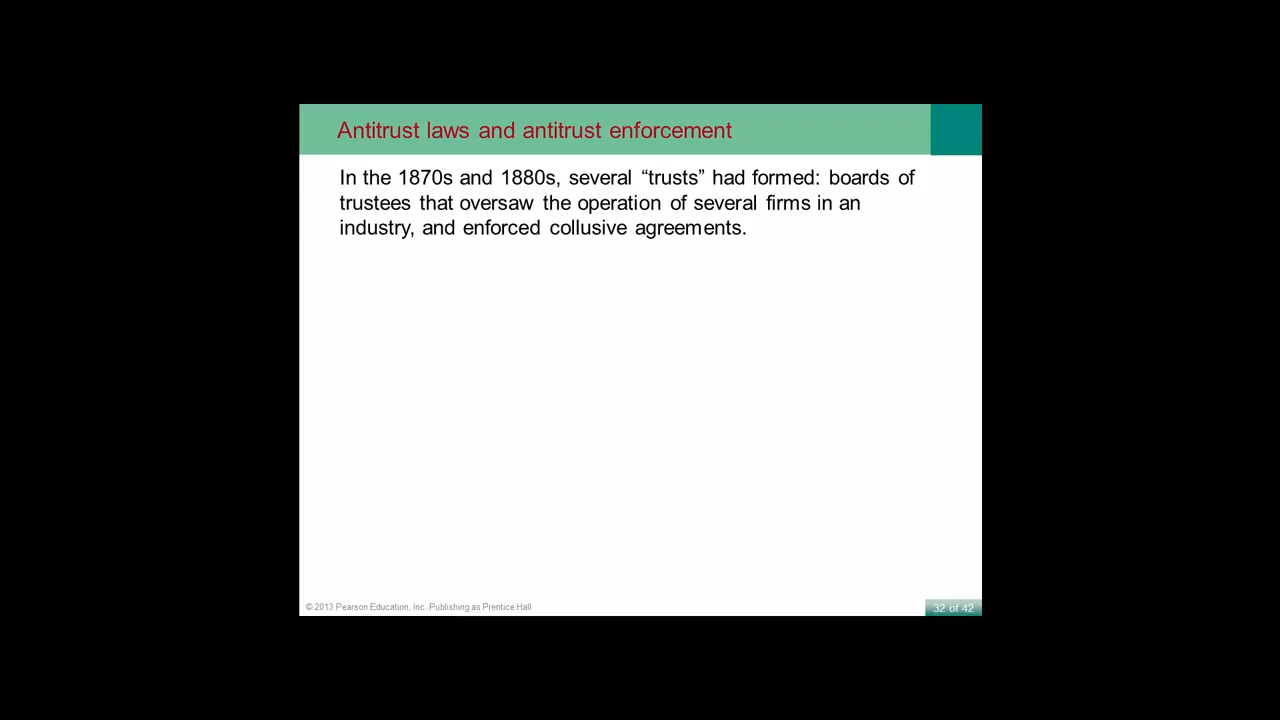 Antitrust laws and antitrust enforcement
In the 1870s and 1880s, several “trusts” had formed: boards of
trustees that oversaw the operation of several firms in an
industry, and enforced collusive agreements.
© 2013 Pearson Education, Inc. Publishing as Prentice Hall
32 of 42